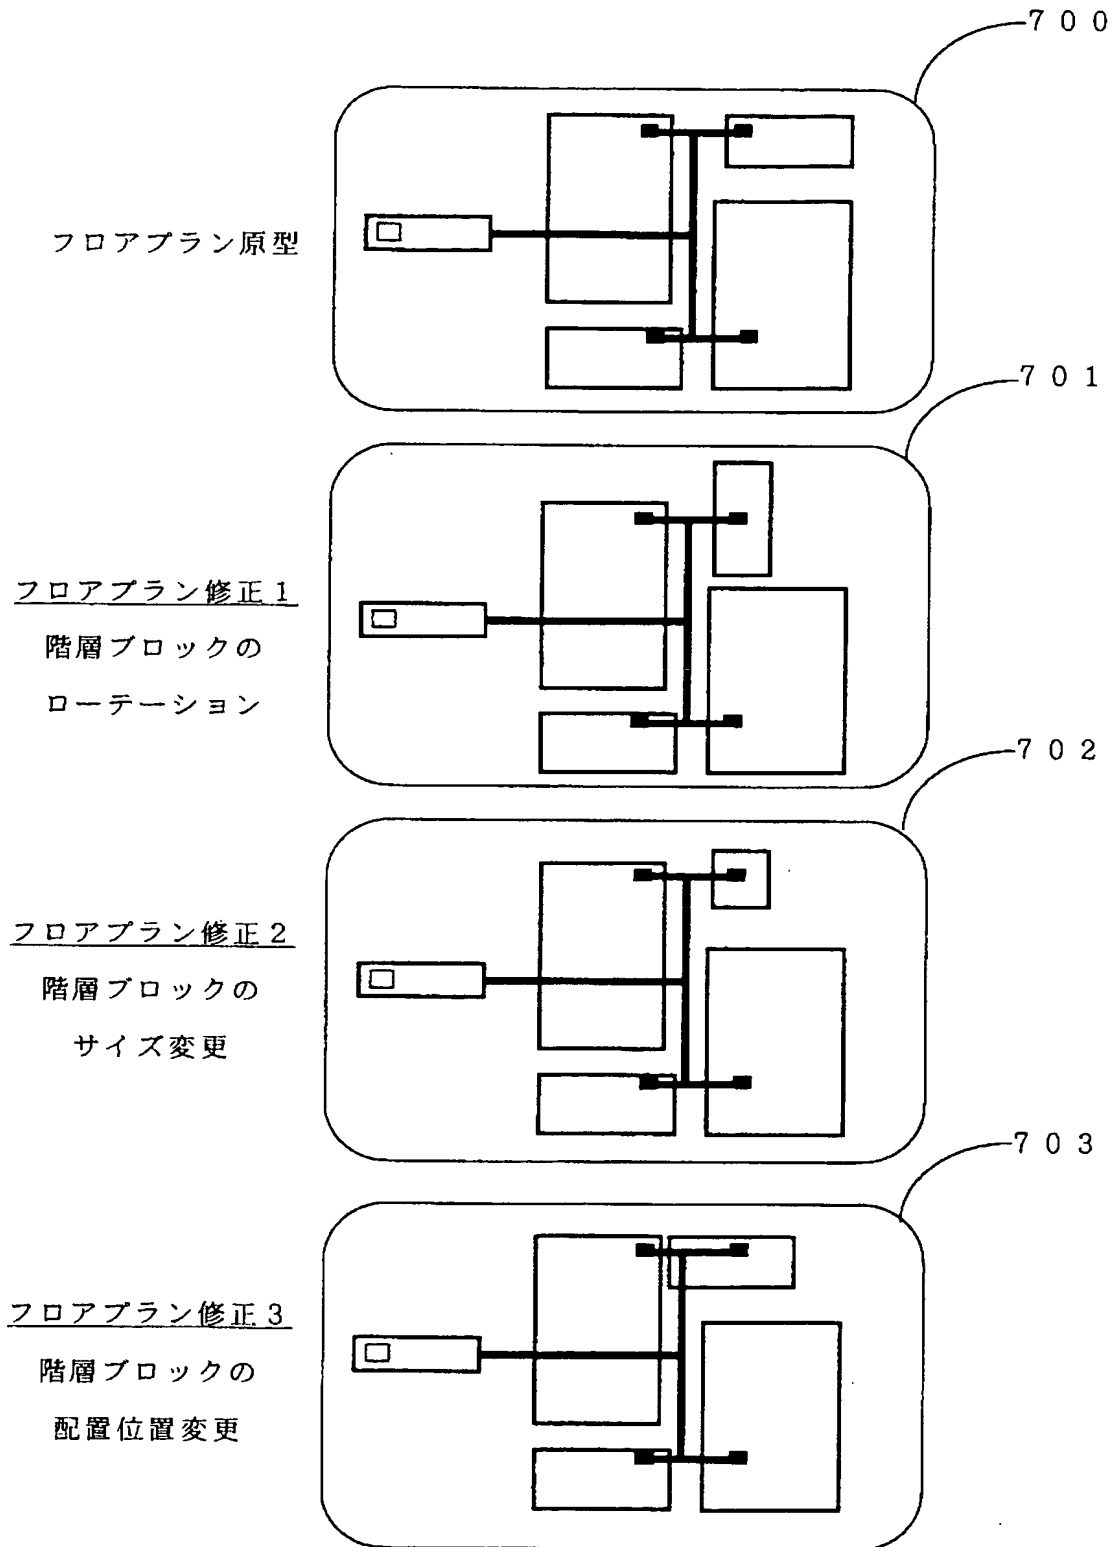 ７００
フロアプラン原型
７０１
フロアプラン修正１
階層ブロックの
ローテーション
７０２
フロアプラン修正２
階層ブロックの
サイズ変更
７０３
フロアプラン修正３
階層ブロックの
配置位置変更